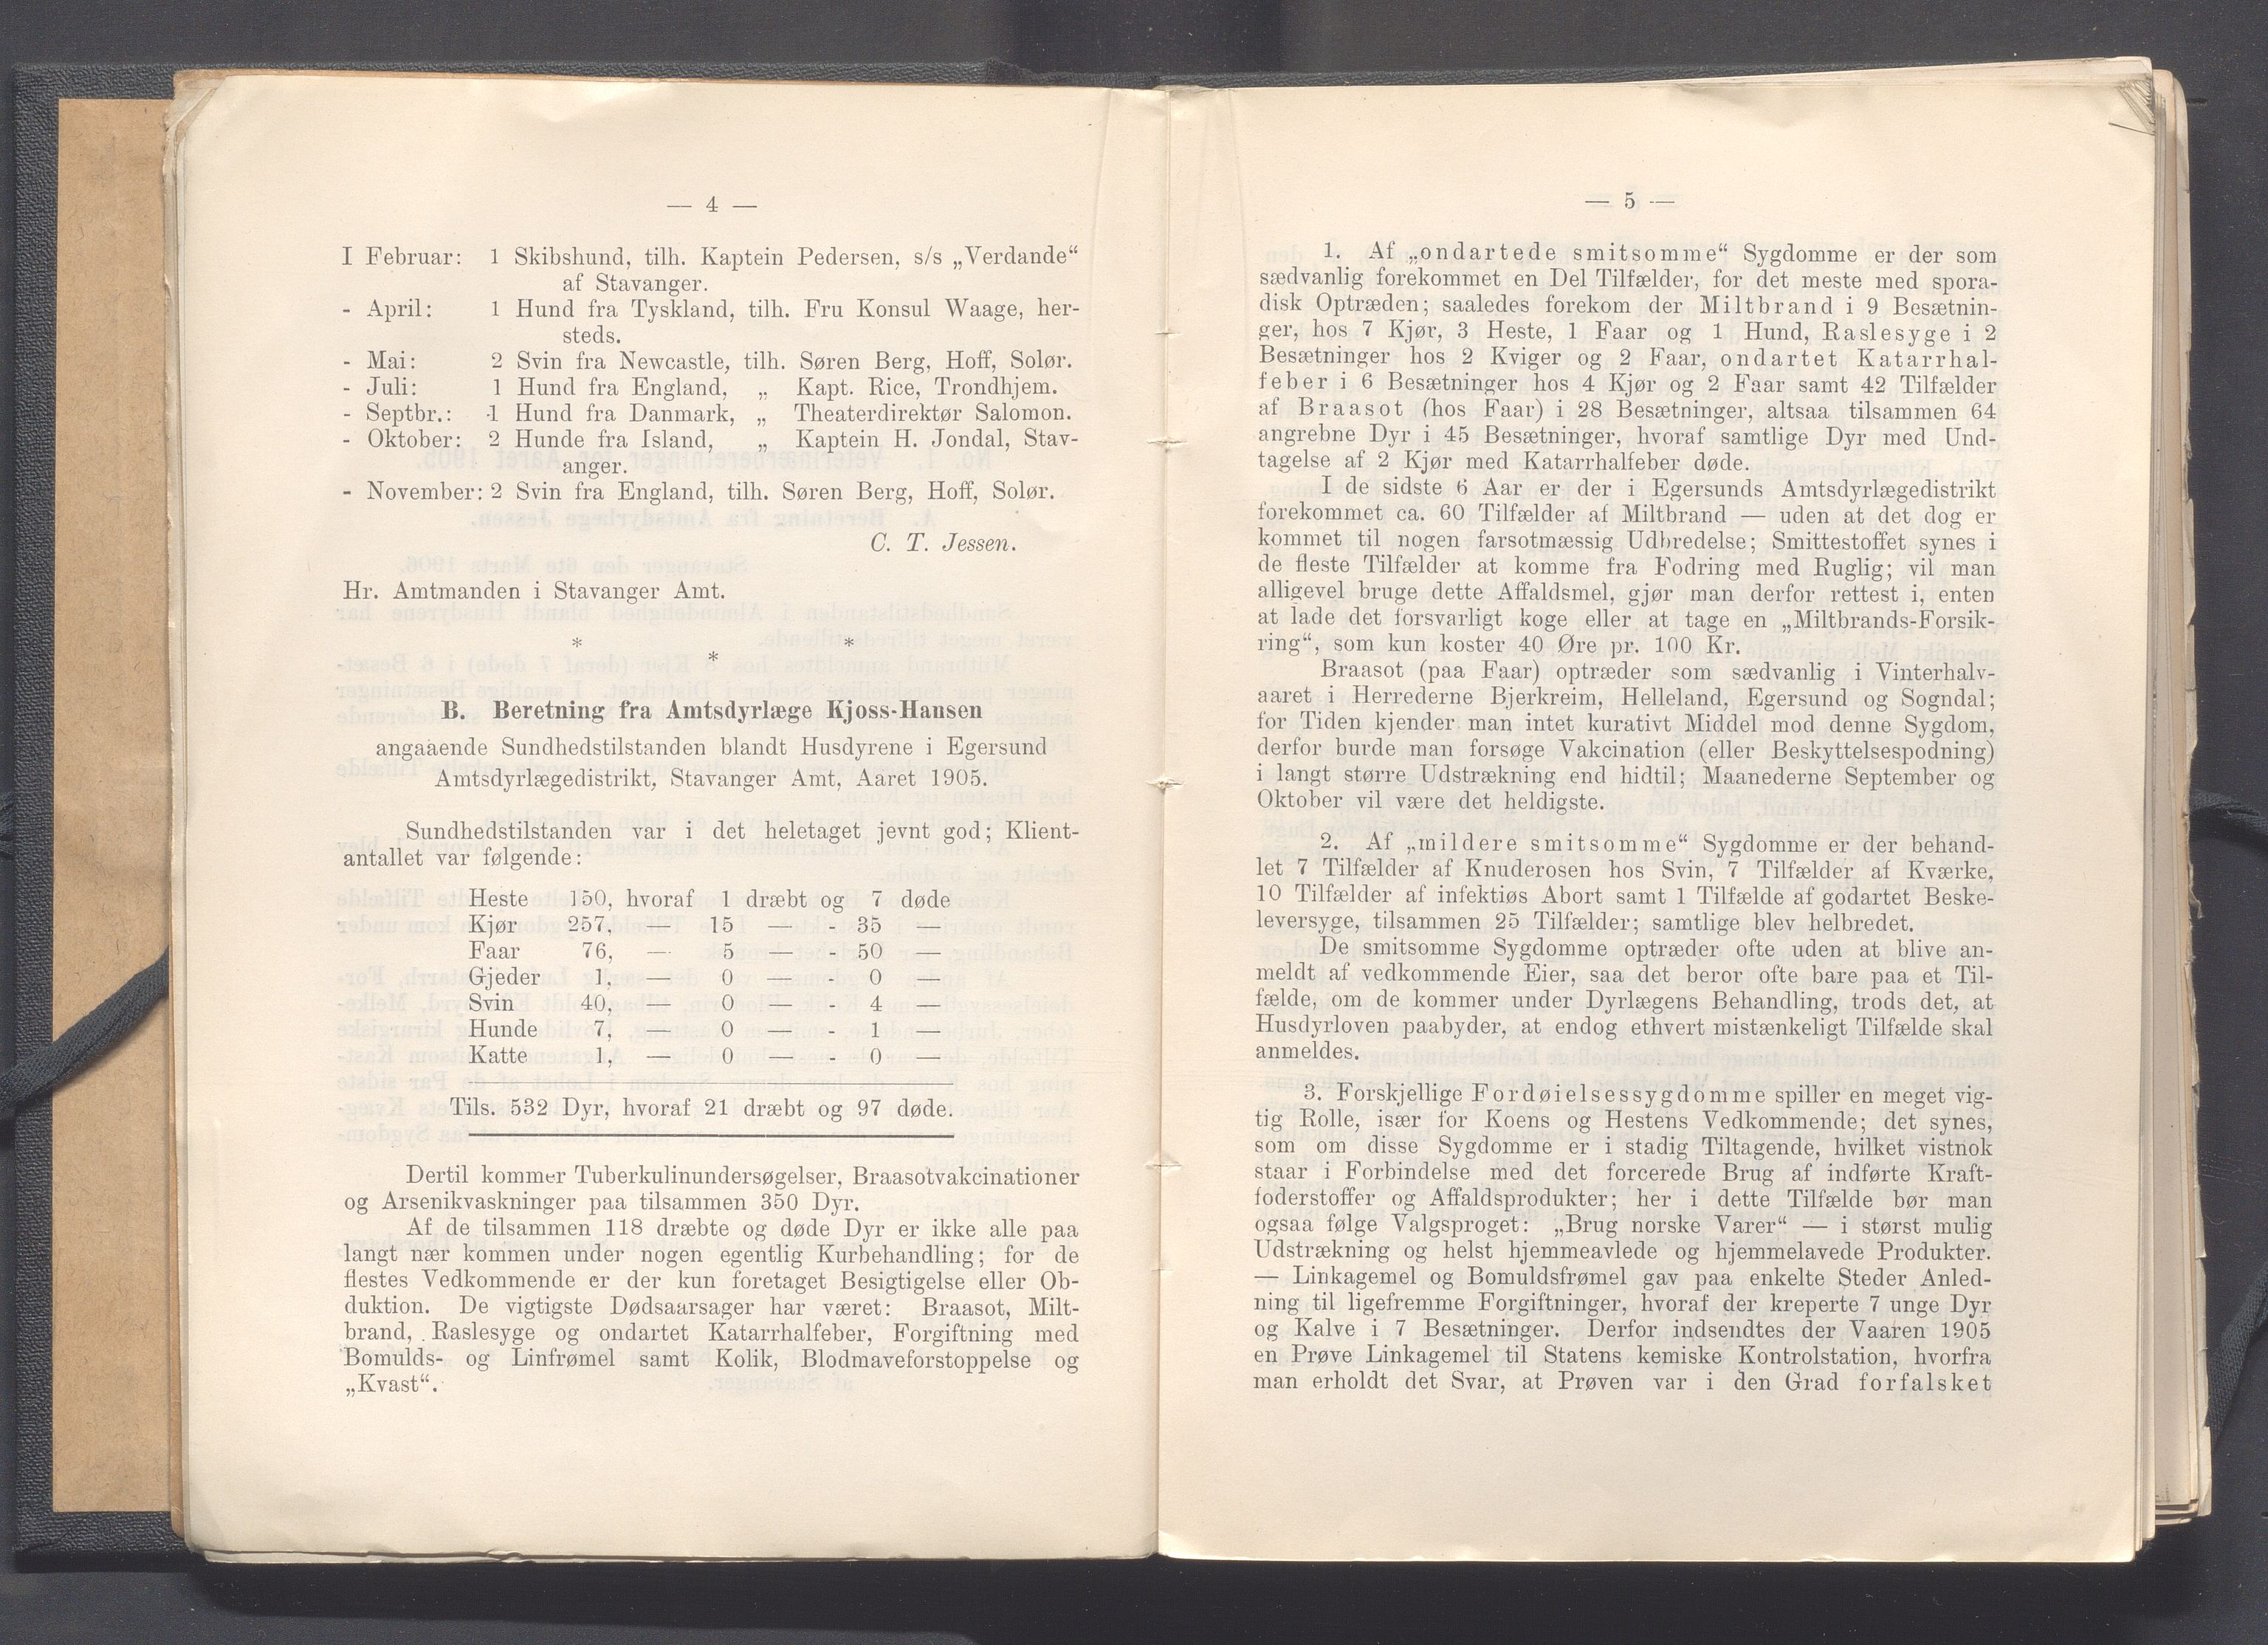 — 4 —
I Februar: 1 Skibshund, tilh. Kaptein Pedersen, s/s „Verdande“
af Stavanger.
- April: 1 Hund fra Tyskland, tilh. Fru Konsul Waage, her-
steds.
- Mai: 2 Svin fra Newcastle, tilh. Søren Berg, Hoff, Solør.
- Juli: 1 Hund fra England, „ Kapt. Rice, Trondhjem.
- Septbr.: 1 Hund fra Danmark, „ Theaterdirektør Salomon.
- Oktober: 2 Hunde fra Island, „ Kaptein H. Jondal, Stav-
anger.
- November: 2 Svin fra England, tilh. Søren Berg, Hoff, Solør.
C. T. Jessen.
Hr. Amtmanden i Stavanger Amt.
* * *
B. Beretning fra Amtsdyrlæge Kjoss-Hansen
angaaende Sundhedstilstanden blandt Husdyrene i Egersund
Amtsdyrlægedistrikt, Stavanger Amt, Aaret 1905.
Sundhedstilstanden var i det heletaget jevnt god; Klient-
antallet var følgende:
Heste 150, hvoraf 1 dræbt og 7 døde
Kjør 257, — 15 — - 35 —
Faar 76, — 5 — - 50 —
Gjeder 1, — 0 — - 0 —
Svin 40, — 0 — - 4 —
Hunde 7, — 0 — - 1 —
Katte 1, — 0 — - 0 —
Tils. 532 Dyr, hvoraf 21 dræbt og 97 døde.
Dertil kommer Tuberkulinundersøgelser, Braasotvakcinationer
og Arsenikvaskninger paa tilsammen 350 Dyr.
Af de tilsammen 118 dræbte og døde Dyr er ikke alle paa
langt nær kommen under nogen egentlig Kurbehandling; for de
flestes Vedkommende er der kun foretaget Besigtigelse eller Ob-
duktion. De vigtigste Dødsaarsager har været: Braasot, Milt-
brand, Raslesyge og ondartet Katarrhalfeber, Forgiftning med
Bomulds- og Linfrømel samt Kolik, Blodmaveforstoppelse og
„Kvast“.
— 5 —
1. Af „ondartede smitsomme“ Sygdomme er der som
sædvanlig forekommet en Del Tilfælder, for det meste med spora-
disk Optræden; saaledes forekom der Miltbrand i 9 Besætnin-
ger, hos 7 Kjør, 3 Heste, 1 Faar og 1 Hund, Raslesyge i 2
Besætninger hos 2 Kviger og 2 Faar, ondartet Katarrhal-
feber i 6 Besætninger hos 4 Kjør og 2 Faar samt 42 Tilfælder
af Braasot (hos Faar) i 28 Besætninger, altsaa tilsammen 64
angrebne Dyr i 45 Besætninger, hvoraf samtlige Dyr med Und-
tagelse af 2 Kjør med Katarrhalfeber døde.
I de sidste 6 Aar er der i Egersunds Amtsdyrlægedistrikt
forekommet ca. 60 Tilfælder af Miltbrand — uden at det dog er
kommet til nogen farsotmæssig Udbredelse; Smittestoffet synes i
de fleste Tilfælder at komme fra Fodring med Ruglig; vil man
alligevel bruge dette Affaldsmel, gjør man derfor rettest i, enten
at lade det forsvarligt koge eller at tage en „Miltbrands-Forsik-
ring“, som kun koster 40 Øre pr. 100 Kr.
Braasot (paa Faar) optræder som sædvanlig i Vinterhalv-
aaret i Herrederne Bjerkreim, Helleland, Egersund og Sogndal;
for Tiden kjender man intet kurativt Middel mod denne Sygdom,
derfor burde man forsøge Vakcination (eller Beskyttelsespodning)
i langt større Udstrækning end hidtil; Maanederne September og
Oktober vil være det heldigste.
2. Af „mildere smitsomme“ Sygdomme er der behand-
let 7 Tilfælder af Knuderosen hos Svin, 7 Tilfælder af Kværke,
10 Tilfælder af infektiøs Abort samt 1 Tilfælde af godartet Beske-
leversyge, tilsammen 25 Tilfælder; samtlige blev helbredet.
De smitsomme Sygdomme optræder ofte uden at blive an-
meldt af vedkommende Eier, saa det beror ofte bare paa et Til-
fælde, om de kommer under Dyrlægens Behandling, trods det, at
Husdyrloven paabyder, at endog ethvert mistænkeligt Tilfælde skal
anmeldes.
3. Forskjellige Fordøielsessygdomme spiller en meget vig-
tig Rolle, især for Koens og Hestens Vedkommende; det synes,
som om disse Sygdomme er i stadig Tiltagende, hvilket vistnok
staar i Forbindelse med det forcerede Brug af indførte Kraft-
foderstoffer og Affaldsprodukter; her i dette Tilfælde bør man
ogsaa følge Valgsproget: „Brug norske Varer“ — i størst mulig
Udstrækning og helst hjemmeavlede og hjemmelavede Produkter.
— Linkagemel og Bomuldsfrømel gav paa enkelte Steder Anled-
ning til ligefremme Forgiftninger, hvoraf der kreperte 7 unge Dyr
og Kalve i 7 Besætninger. Derfor indsendtes der Vaaren 1905
en Prøve Linkagemel til Statens kemiske Kontrolstation, hvorfra
man erholdt det Svar, at Prøven var i den Grad forfalsket